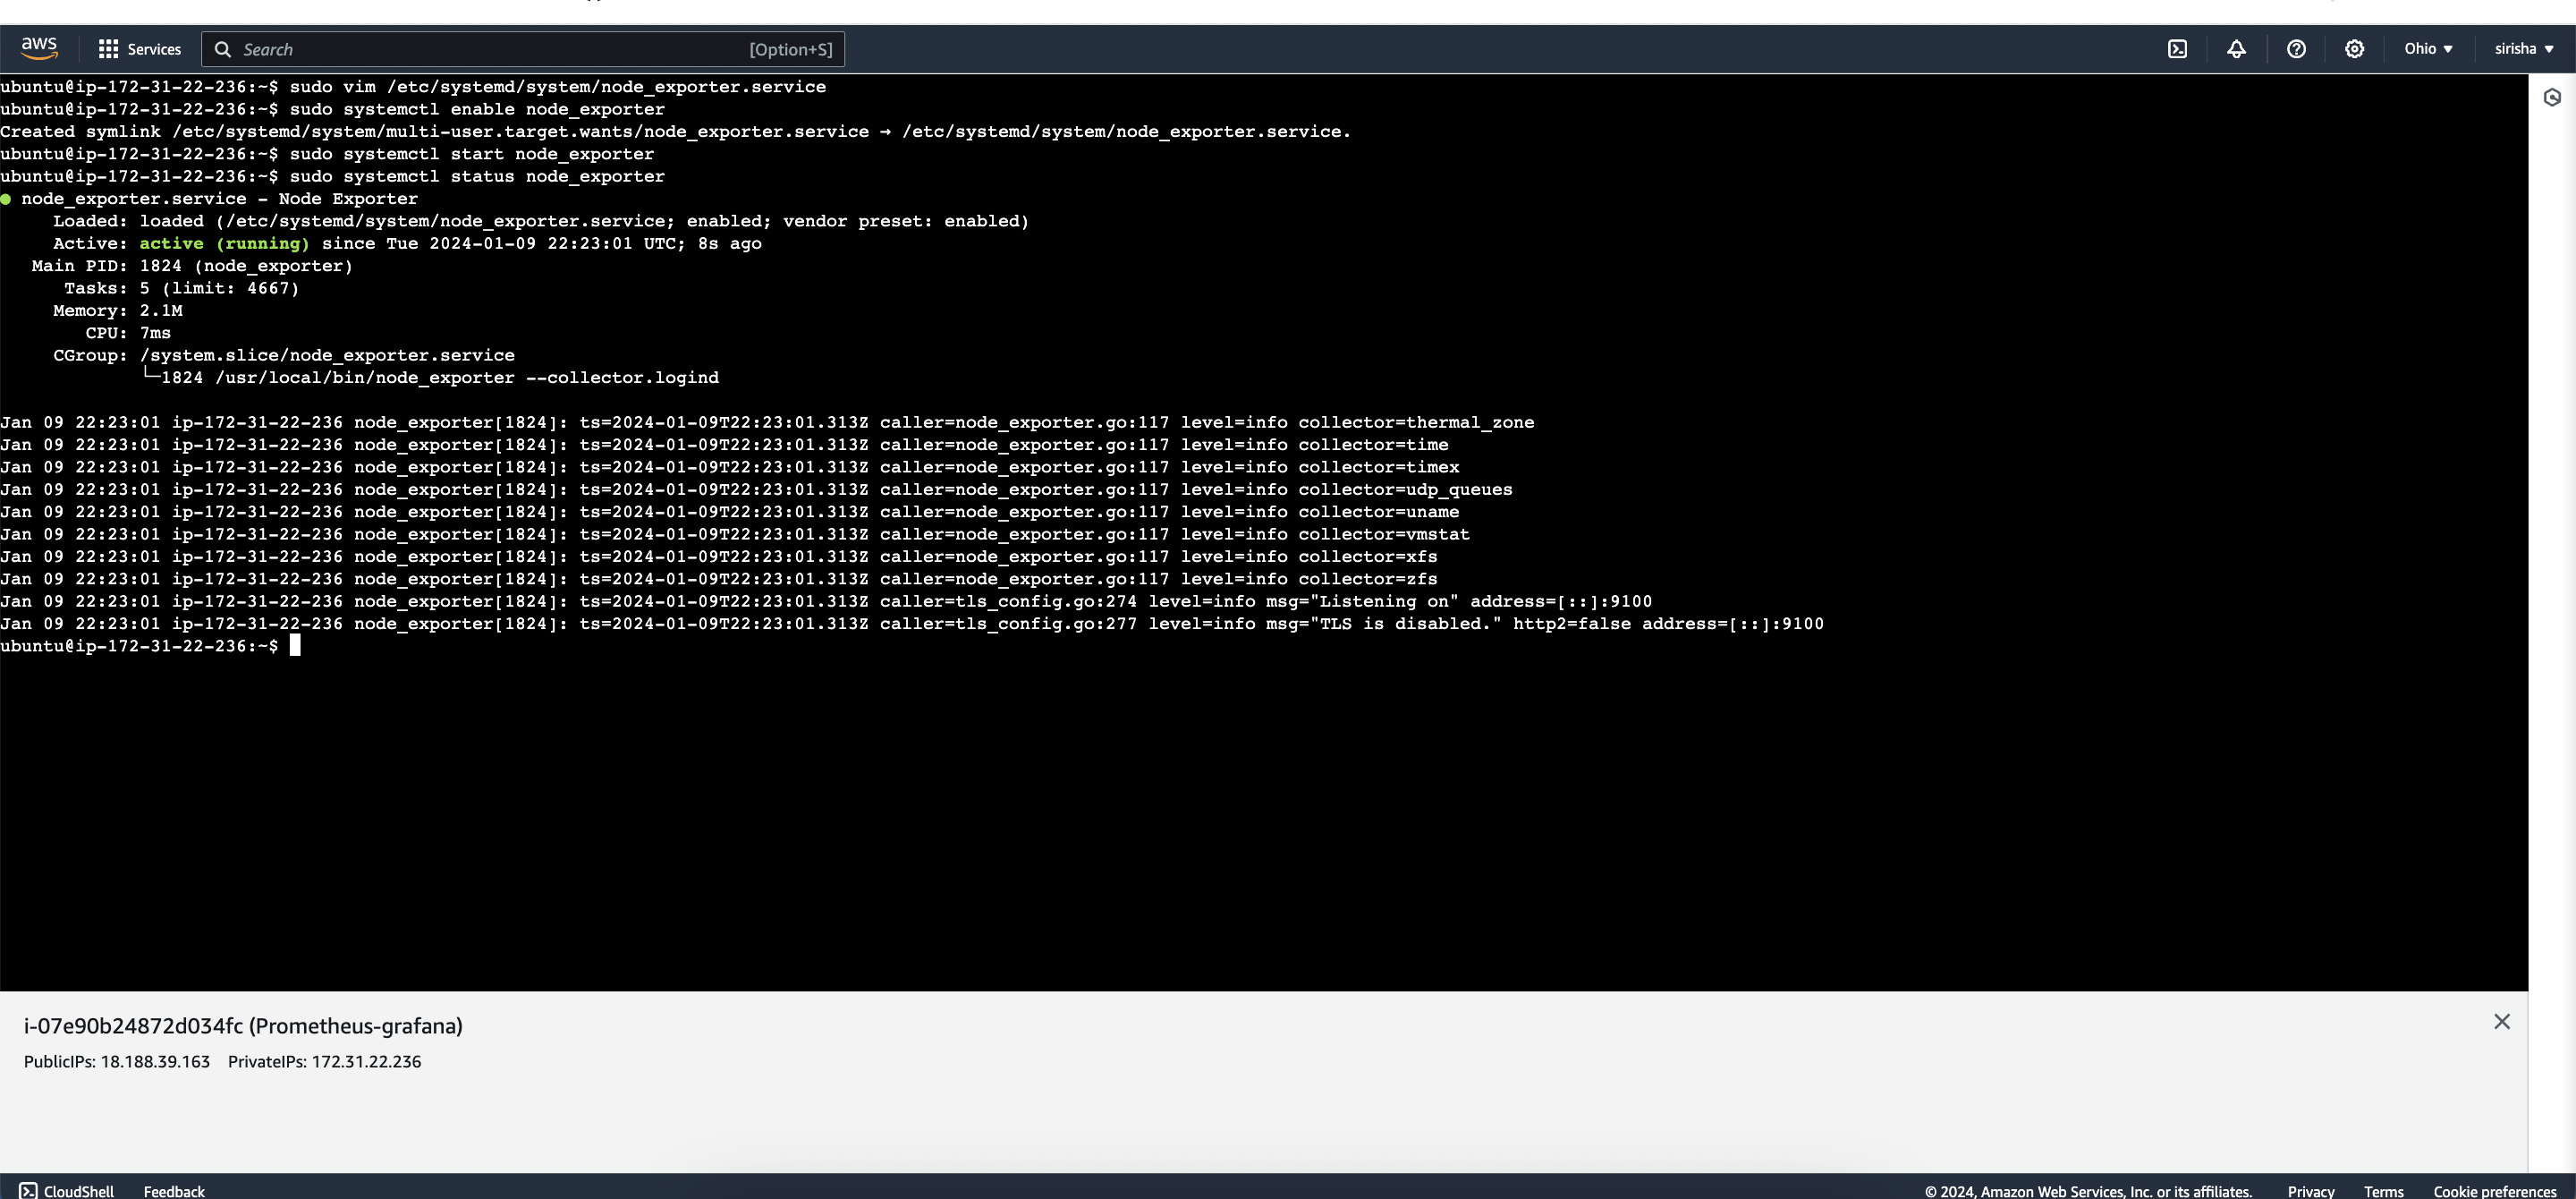 aws Services Search [Option+S] Ohio sirisha
ubuntu@ip-172-31-22-236:~$ sudo vim /etc/systemd/system/node_exporter.service
ubuntu@ip-172-31-22-236:~$ sudo systemctl enable node_exporter
Created symlink /etc/systemd/system/multi-user.target.wants/node_exporter.service → /etc/systemd/system/node_exporter.service.
ubuntu@ip-172-31-22-236:~$ sudo systemctl start node_exporter
ubuntu@ip-172-31-22-236:~$ sudo systemctl status node_exporter
● node_exporter.service - Node Exporter
Loaded: loaded (/etc/systemd/system/node_exporter.service; enabled; vendor preset: enabled)
Active: active (running) since Tue 2024-01-09 22:23:01 UTC; 8s ago
Main PID: 1824 (node_exporter)
Tasks: 5 (limit: 4667)
Memory: 2.1M
CPU: 7ms
CGroup: /system.slice/node_exporter.service
└─1824 /usr/local/bin/node_exporter --collector.logind
Jan 09 22:23:01 ip-172-31-22-236 node_exporter[1824]: ts=2024-01-09T22:23:01.313Z caller=node_exporter.go:117 level=info collector=thermal_zone
Jan 09 22:23:01 ip-172-31-22-236 node_exporter[1824]: ts=2024-01-09T22:23:01.313Z caller=node_exporter.go:117 level=info collector=time
Jan 09 22:23:01 ip-172-31-22-236 node_exporter[1824]: ts=2024-01-09T22:23:01.313Z caller=node_exporter.go:117 level=info collector=timex
Jan 09 22:23:01 ip-172-31-22-236 node_exporter[1824]: ts=2024-01-09T22:23:01.313Z caller=node_exporter.go:117 level=info collector=udp_queues
Jan 09 22:23:01 ip-172-31-22-236 node_exporter[1824]: ts=2024-01-09T22:23:01.313Z caller=node_exporter.go:117 level=info collector=uname
Jan 09 22:23:01 ip-172-31-22-236 node_exporter[1824]: ts=2024-01-09T22:23:01.313Z caller=node_exporter.go:117 level=info collector=vmstat
Jan 09 22:23:01 ip-172-31-22-236 node_exporter[1824]: ts=2024-01-09T22:23:01.313Z caller=node_exporter.go:117 level=info collector=xfs
Jan 09 22:23:01 ip-172-31-22-236 node_exporter[1824]: ts=2024-01-09T22:23:01.313Z caller=node_exporter.go:117 level=info collector=zfs
Jan 09 22:23:01 ip-172-31-22-236 node_exporter[1824]: ts=2024-01-09T22:23:01.313Z caller=tls_config.go:274 level=info msg="Listening on" address=[::]:9100
Jan 09 22:23:01 ip-172-31-22-236 node_exporter[1824]: ts=2024-01-09T22:23:01.313Z caller=tls_config.go:277 level=info msg="TLS is disabled." http2=false address=[::]:9100
ubuntu@ip-172-31-22-236:~$
i-07e90b24872d034fc (Prometheus-grafana)
PublicIPs: 18.188.39.163 PrivateIPs: 172.31.22.236
CloudShell Feedback © 2024, Amazon Web Services, Inc. or its affiliates. Privacy Terms Cookie preferences